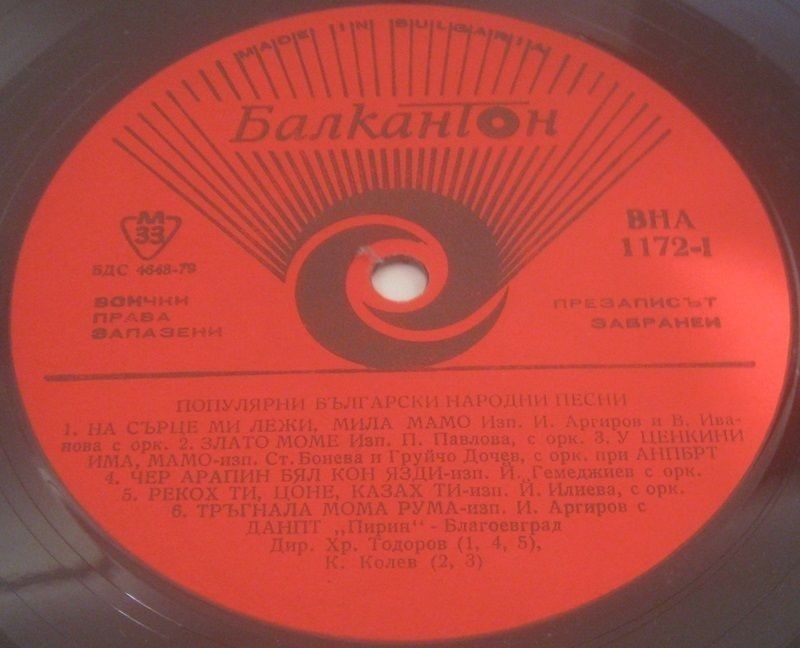 MADE IN BULGARIA
Балкантон
М
33
БДС 4648-79
ВНА
1172-I
ВСИЧКИ
ПРАВА
ЗАПАЗЕНИ
ПРЕЗАПИСЪТ
ЗАБРАНЕН
ПОПУЛЯРНИ БЪЛГАРСКИ НАРОДНИ ПЕСНИ
1. НА СЪРЦЕ МИ ЛЕЖИ, МИЛА МАМО Изп. И. Аргиров и В. Ива-
нова с орк. 2. ЗЛАТО МОМЕ Изп. П. Павлова, с орк. 3. У ЦЕНКИНИ
ИМА, МАМО-изп. Ст. Бонева и Груйчо Дочев, с орк. при АНПБРТ
4. ЧЕР АРАПИН БЯЛ КОН ЯЗДИ-изп. Й. Гемеджиев с орк.
5. РЕКОХ ТИ, ЦОНЕ, КАЗАХ ТИ-изп. Й. Илиева, с орк.
6. ТРЪГНАЛА МОМА РУМА-изп. И. Аргиров с
ДАНПТ „Пирин“ - Благоевград
Дир. Хр. Тодоров (1, 4, 5),
К. Колев (2, 3)